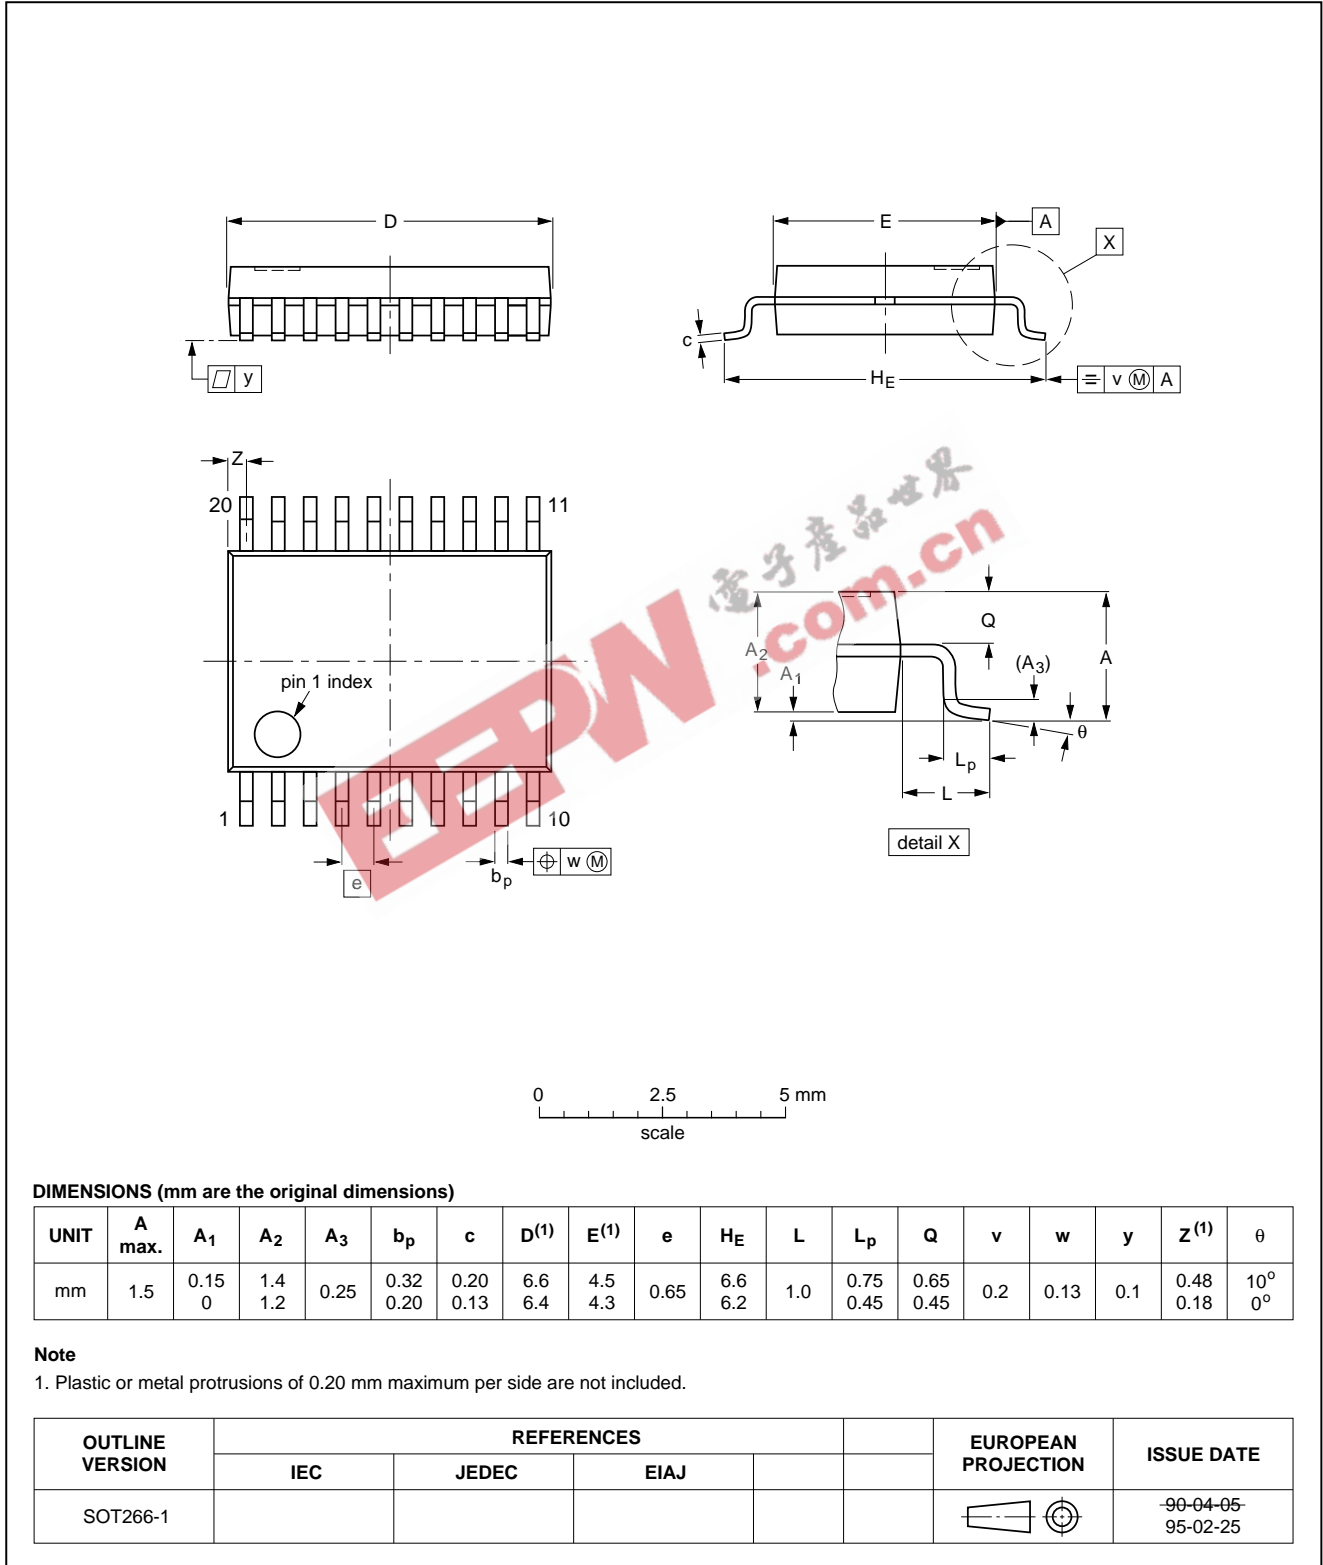 D
E
A
X
c
y
HE
v M A
Z
20
11
pin 1 index
1
10
e
bp
w M
電子產品世界
EEPW
.com.cn
Q
A2
A1
(A3)
A
θ
Lp
L
detail X
0 2.5 5 mm
scale
DIMENSIONS (mm are the original dimensions)
UNIT A max. A1 A2 A3 bp c D(1) E(1) e HE L Lp Q v w y Z(1) θ
mm 1.5 0.15 0 1.4 1.2 0.25 0.32 0.20 0.20 0.13 6.6 6.4 4.5 4.3 0.65 6.6 6.2 1.0 0.75 0.45 0.65 0.45 0.2 0.13 0.1 0.48 0.18 10° 0°
Note
1. Plastic or metal protrusions of 0.20 mm maximum per side are not included.
OUTLINE VERSION REFERENCES EUROPEAN PROJECTION ISSUE DATE
IEC JEDEC EIAJ
SOT266-1 90-04-05
95-02-25